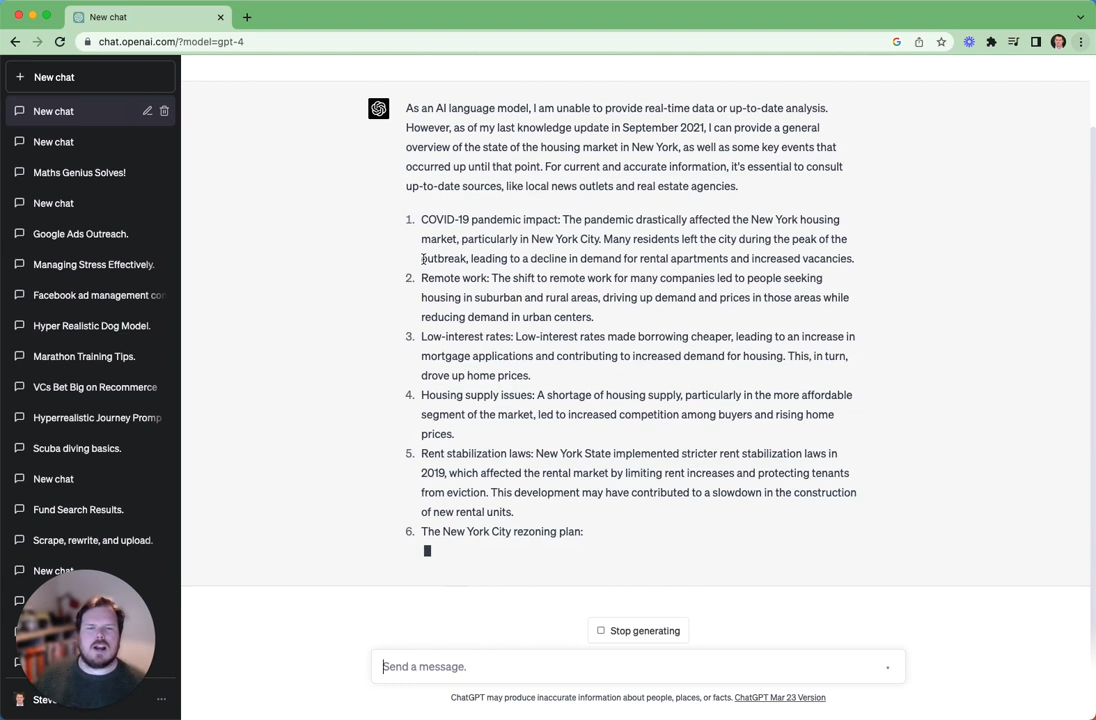 New chat
chat.openai.com/?model=gpt-4
New chat
New chat
New chat
Maths Genius Solves!
New chat
Google Ads Outreach.
Managing Stress Effectively.
Facebook ad management con
Hyper Realistic Dog Model.
Marathon Training Tips.
VCs Bet Big on Recommerce
Hyperrealistic Journey Promp
Scuba diving basics.
New chat
Fund Search Results.
Scrape, rewrite, and upload.
New chat
Steve
As an AI language model, I am unable to provide real-time data or up-to-date analysis.
However, as of my last knowledge update in September 2021, I can provide a general
overview of the state of the housing market in New York, as well as some key events that
occurred up until that point. For current and accurate information, it's essential to consult
up-to-date sources, like local news outlets and real estate agencies.
1. COVID-19 pandemic impact: The pandemic drastically affected the New York housing
market, particularly in New York City. Many residents left the city during the peak of the
outbreak, leading to a decline in demand for rental apartments and increased vacancies.
2. Remote work: The shift to remote work for many companies led to people seeking
housing in suburban and rural areas, driving up demand and prices in those areas while
reducing demand in urban centers.
3. Low-interest rates: Low-interest rates made borrowing cheaper, leading to an increase in
mortgage applications and contributing to increased demand for housing. This, in turn,
drove up home prices.
4. Housing supply issues: A shortage of housing supply, particularly in the more affordable
segment of the market, led to increased competition among buyers and rising home
prices.
5. Rent stabilization laws: New York State implemented stricter rent stabilization laws in
2019, which affected the rental market by limiting rent increases and protecting tenants
from eviction. This development may have contributed to a slowdown in the construction
of new rental units.
6. The New York City rezoning plan:
Stop generating
Send a message.
ChatGPT may produce inaccurate information about people, places, or facts. ChatGPT Mar 23 Version